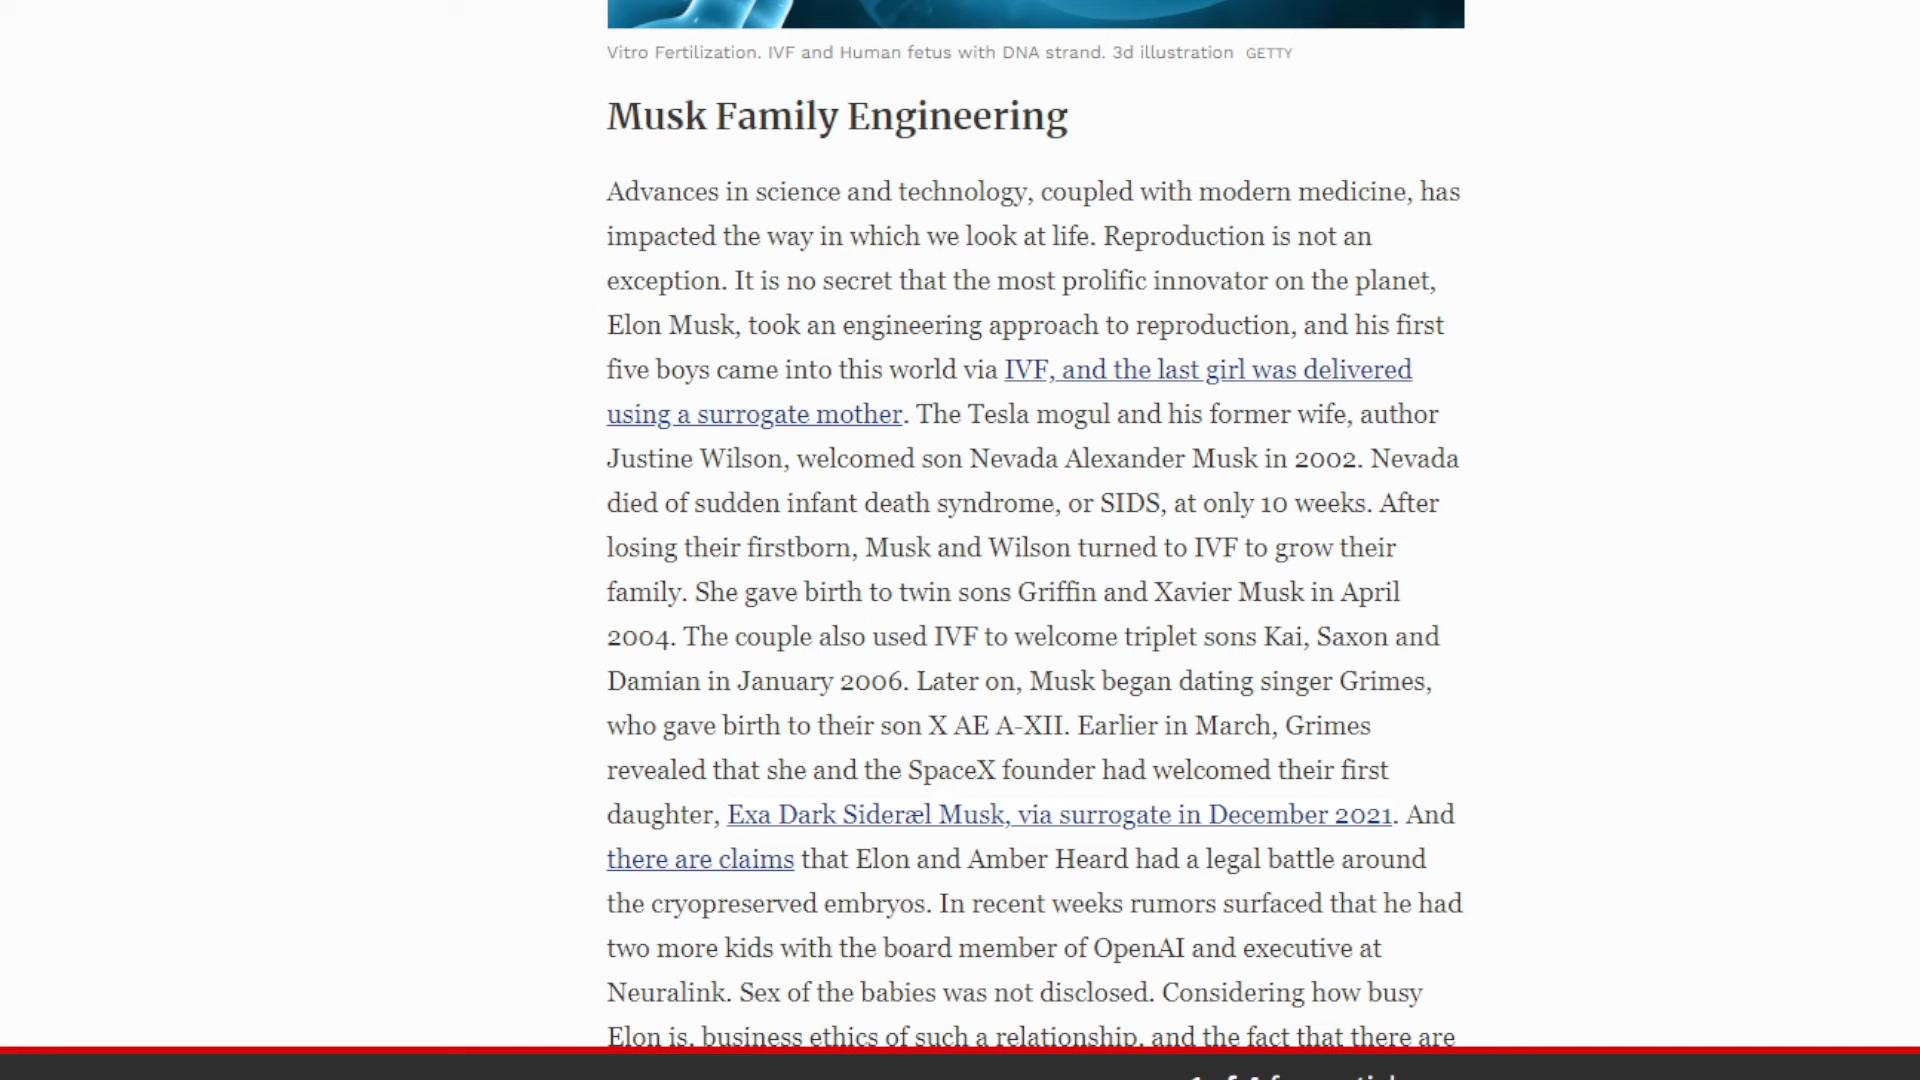 Vitro Fertilization. IVF and Human fetus with DNA strand. 3d illustration GETTY
Musk Family Engineering
Advances in science and technology, coupled with modern medicine, has
impacted the way in which we look at life. Reproduction is not an
exception. It is no secret that the most prolific innovator on the planet,
Elon Musk, took an engineering approach to reproduction, and his first
five boys came into this world via IVF, and the last girl was delivered
using a surrogate mother. The Tesla mogul and his former wife, author
Justine Wilson, welcomed son Nevada Alexander Musk in 2002. Nevada
died of sudden infant death syndrome, or SIDS, at only 10 weeks. After
losing their firstborn, Musk and Wilson turned to IVF to grow their
family. She gave birth to twin sons Griffin and Xavier Musk in April
2004. The couple also used IVF to welcome triplet sons Kai, Saxon and
Damian in January 2006. Later on, Musk began dating singer Grimes,
who gave birth to their son X AE A-XII. Earlier in March, Grimes
revealed that she and the SpaceX founder had welcomed their first
daughter, Exa Dark Sideræl Musk, via surrogate in December 2021. And
there are claims that Elon and Amber Heard had a legal battle around
the cryopreserved embryos. In recent weeks rumors surfaced that he had
two more kids with the board member of OpenAI and executive at
Neuralink. Sex of the babies was not disclosed. Considering how busy
Elon is, business ethics of such a relationship, and the fact that there are